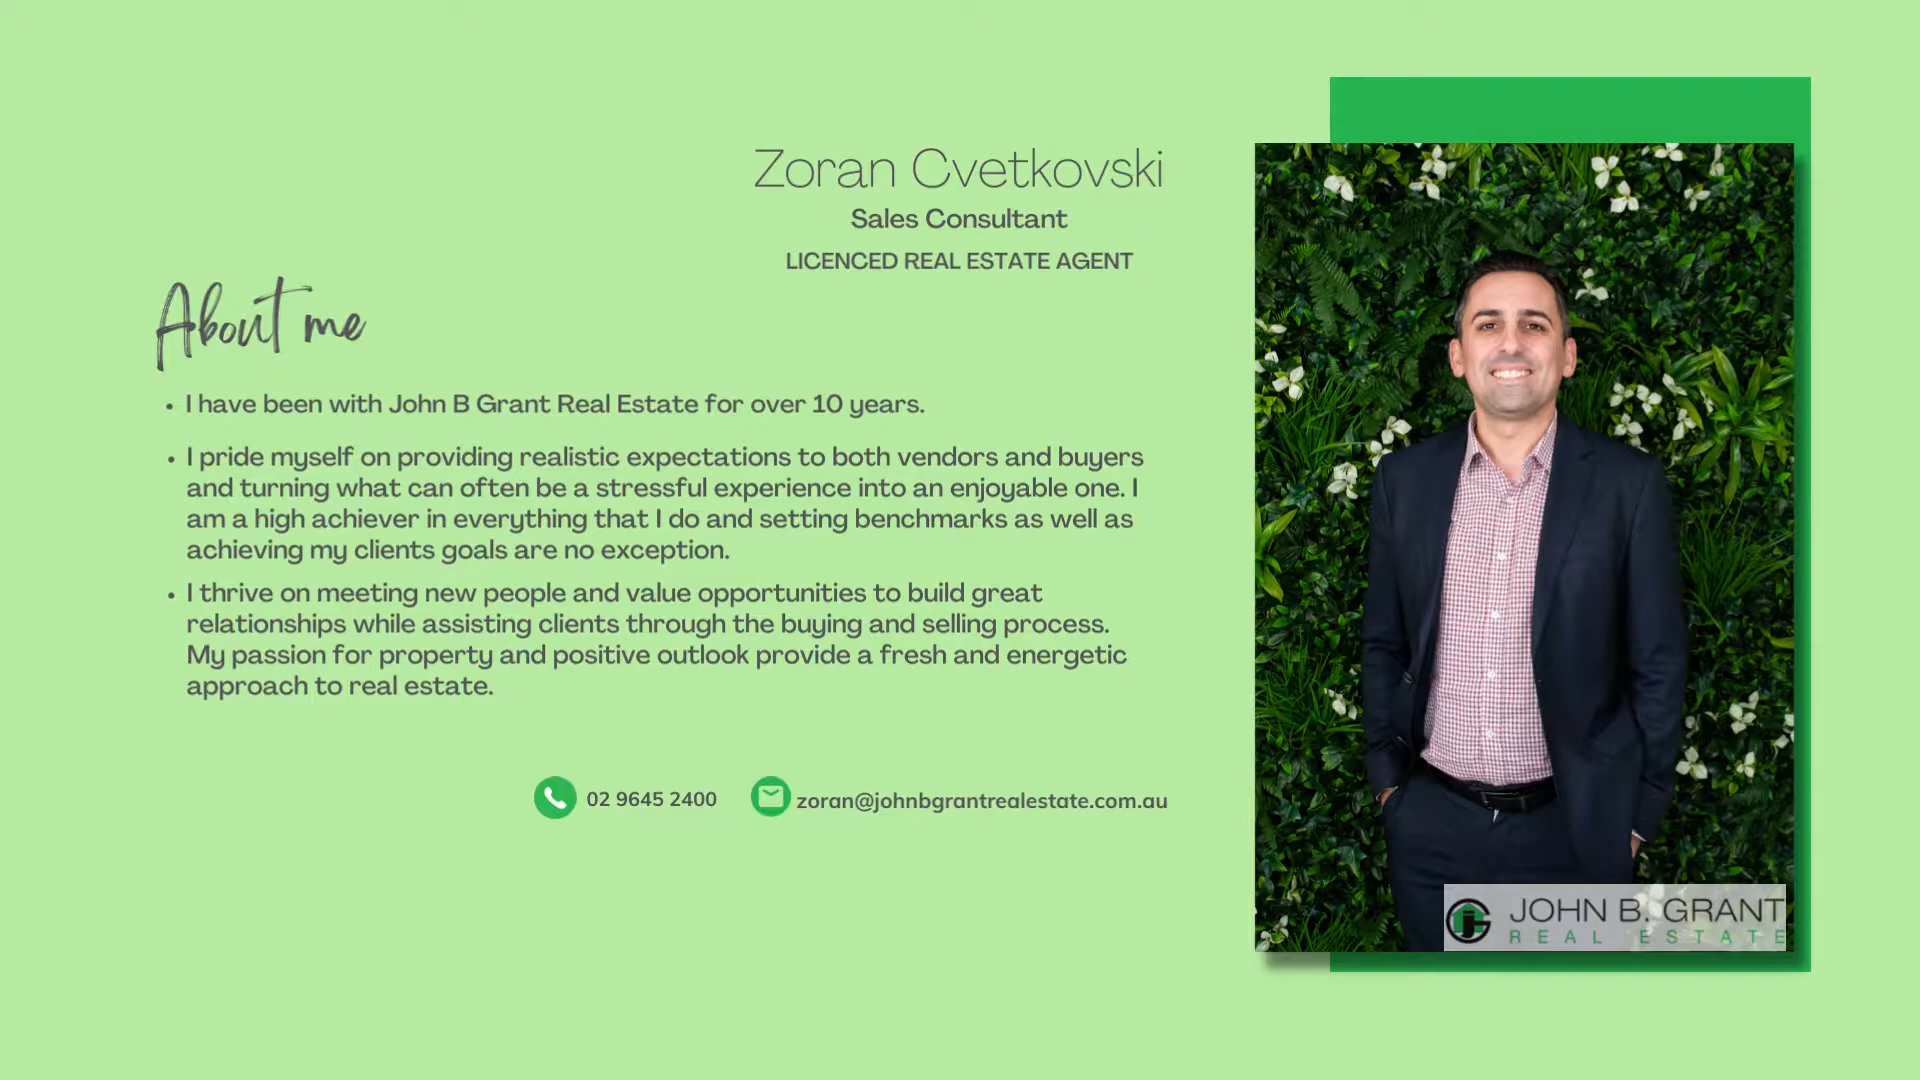 Zoran Cvetkovski
Sales Consultant
LICENCED REAL ESTATE AGENT
About me
• I have been with John B Grant Real Estate for over 10 years.
• I pride myself on providing realistic expectations to both vendors and buyers
and turning what can often be a stressful experience into an enjoyable one. I
am a high achiever in everything that I do and setting benchmarks as well as
achieving my clients goals are no exception.
• I thrive on meeting new people and value opportunities to build great
relationships while assisting clients through the buying and selling process.
My passion for property and positive outlook provide a fresh and energetic
approach to real estate.
02 9645 2400
zoran@johnbgrantrealestate.com.au
JOHN B. GRANT
REAL ESTATE